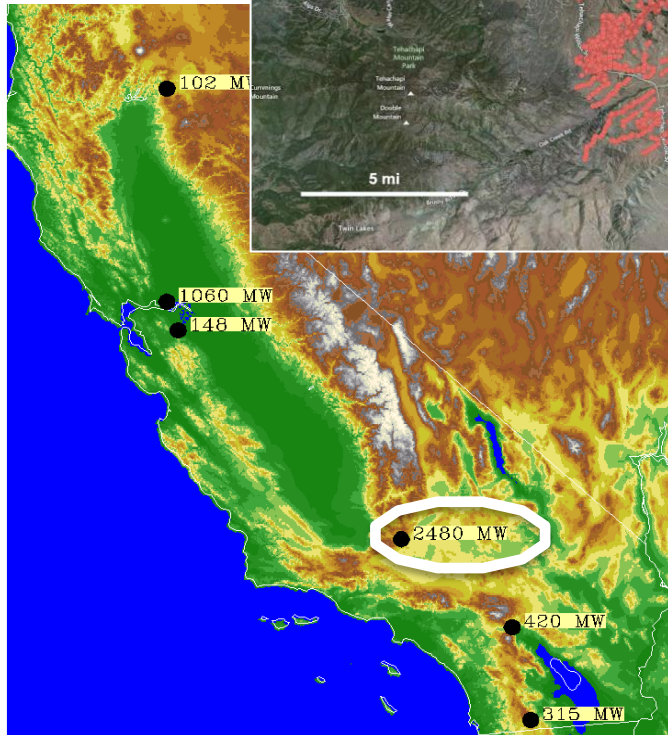 Tehachapi
Mountain
Park
Tehachapi
Mountain
Double
Mountain
Cummings
Mountain
Oak Creek Rd
5 mi
Twin Lakes
102 MW
1060 MW
148 MW
2480 MW
420 MW
315 MW